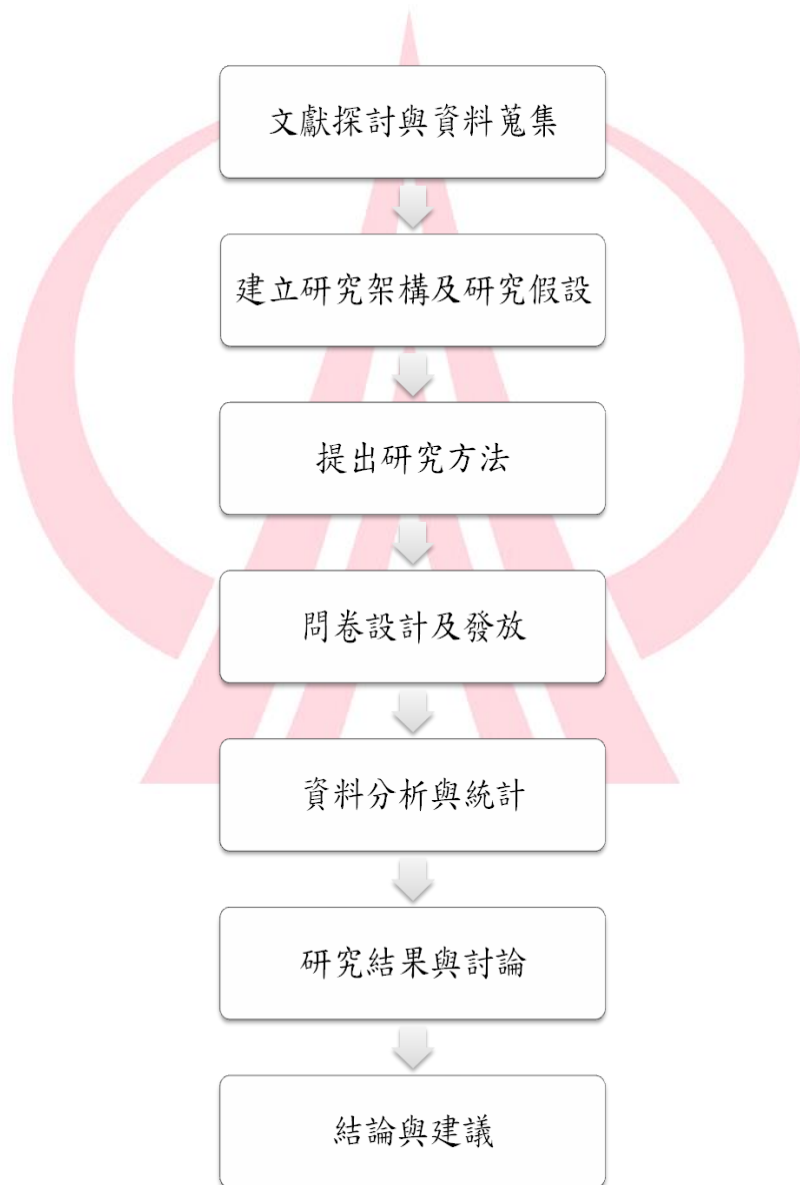 文獻探討與資料蒐集
建立研究架構及研究假設
提出研究方法
問卷設計及發放
資料分析與統計
研究結果與討論
結論與建議